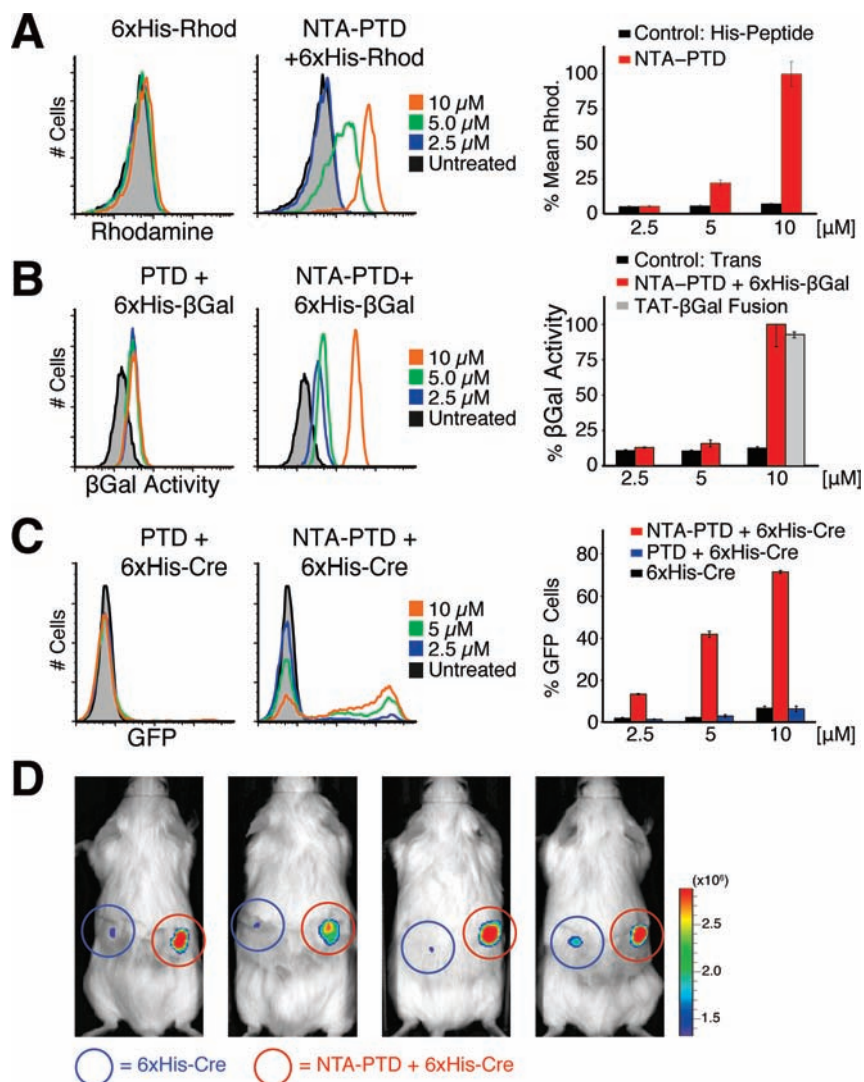 A
6xHis-Rhod
NTA-PTD
+6xHis-Rhod
# Cells
Rhodamine
10 µM
5.0 µM
2.5 µM
Untreated
Control: His-Peptide
NTA–PTD
% Mean Rhod.
100
75
50
25
0
2.5
5
10
[µM]
B
PTD +
6xHis-βGal
NTA-PTD+
6xHis-βGal
# Cells
βGal Activity
10 µM
5.0 µM
2.5 µM
Untreated
Control: Trans
NTA–PTD + 6xHis-βGal
TAT-βGal Fusion
% βGal Activity
100
75
50
25
0
2.5
5
10
[µM]
C
PTD +
6xHis-Cre
NTA-PTD +
6xHis-Cre
# Cells
GFP
10 µM
5 µM
2.5 µM
Untreated
NTA-PTD + 6xHis-Cre
PTD + 6xHis-Cre
6xHis-Cre
% GFP Cells
80
60
40
20
0
2.5
5
10
[µM]
D
(x10⁶)
2.5
2.0
1.5
= 6xHis-Cre
= NTA-PTD + 6xHis-Cre